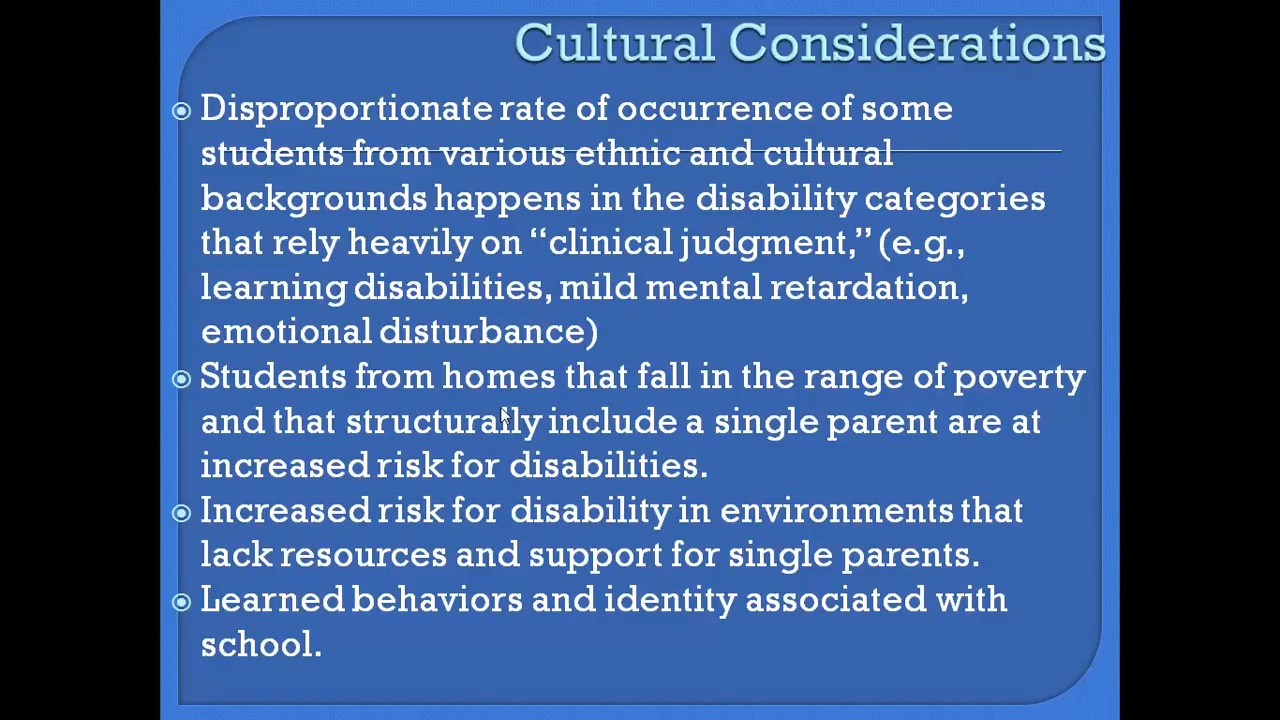 Cultural Considerations
Disproportionate rate of occurrence of some
students from various ethnic and cultural
backgrounds happens in the disability categories
that rely heavily on “clinical judgment,” (e.g.,
learning disabilities, mild mental retardation,
emotional disturbance)
Students from homes that fall in the range of poverty
and that structurally include a single parent are at
increased risk for disabilities.
Increased risk for disability in environments that
lack resources and support for single parents.
Learned behaviors and identity associated with
school.